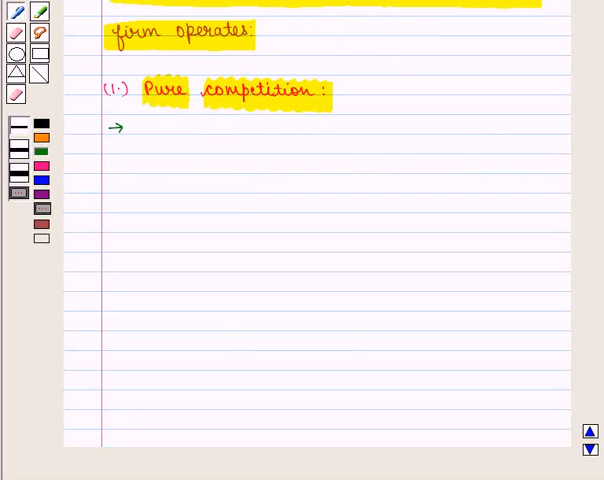 firm operates:
(1.) Pure competition:
→